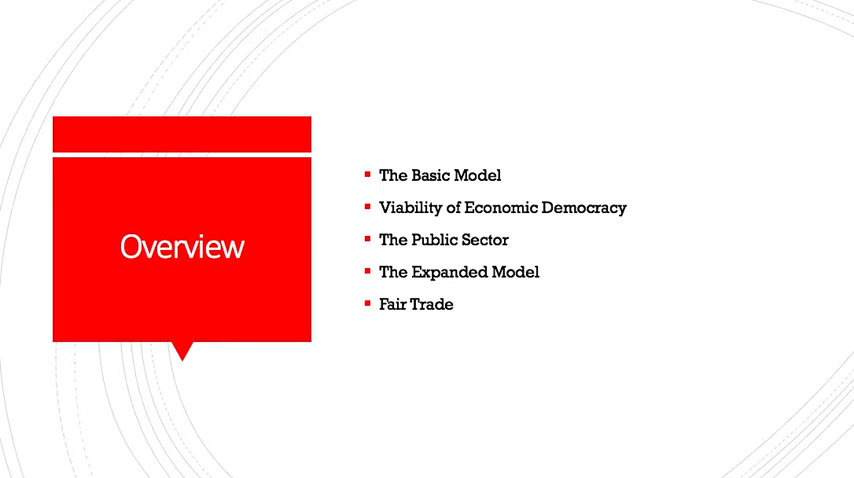 Overview
The Basic Model
Viability of Economic Democracy
The Public Sector
The Expanded Model
Fair Trade